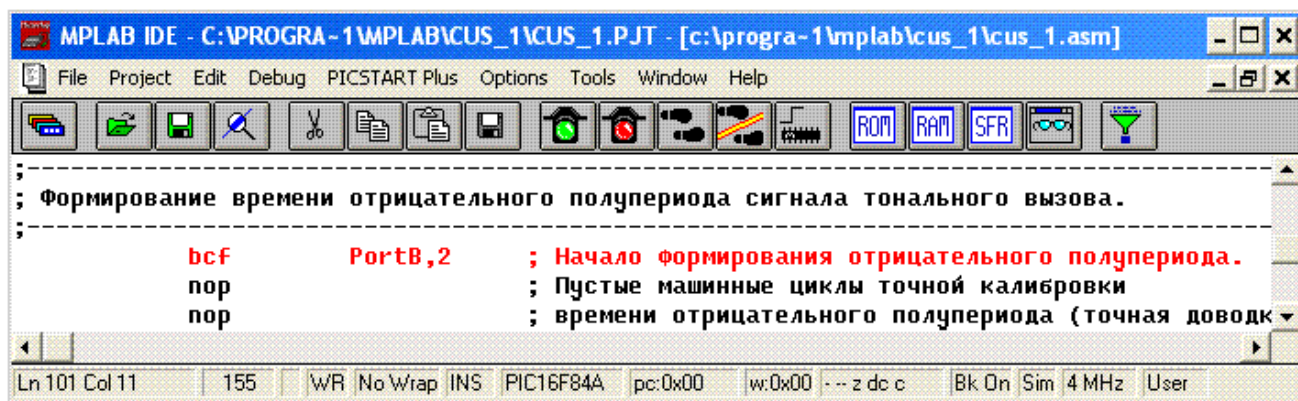 MPLAB IDE - C:\PROGRA~1\MPLAB\CUS_1\CUS_1.PJT - [c:\progra~1\mplab\cus_1\cus_1.asm]
File Project Edit Debug PICSTART Plus Options Tools Window Help
ROM RAM SFR
;------------------------------------------------------------------------------
; Формирование времени отрицательного полупериода сигнала тонального вызова.
;------------------------------------------------------------------------------
bcf PortB,2 ; Начало формирования отрицательного полупериода.
nop ; Пустые машинные циклы точной калибровки
nop ; времени отрицательного полупериода (точная доводк
Ln 101 Col 11 155 WR No Wrap INS PIC16F84A pc:0x00 w:0x00 - -- z dc c Bk On Sim 4 MHz User